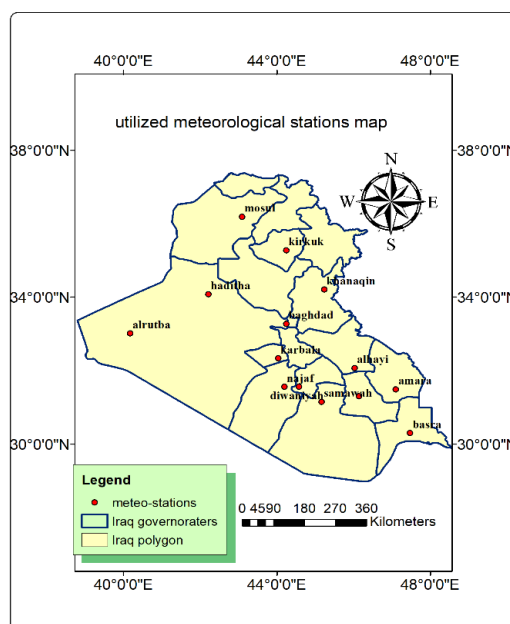 40°0'0"E 44°0'0"E 48°0'0"E
utilized meteorological stations map
38°0'0"N 38°0'0"N
N
W E
S
mosul
kirkuk
khanaqin
haditha
34°0'0"N 34°0'0"N
baghdad
alrutba
karbala
alhayi
najaf
amara
diwaniyah samawah
basra
30°0'0"N 30°0'0"N
Legend
meteo-stations
Iraq governoraters
Iraq polygon
0 4590 180 270 360
Kilometers
40°0'0"E 44°0'0"E 48°0'0"E